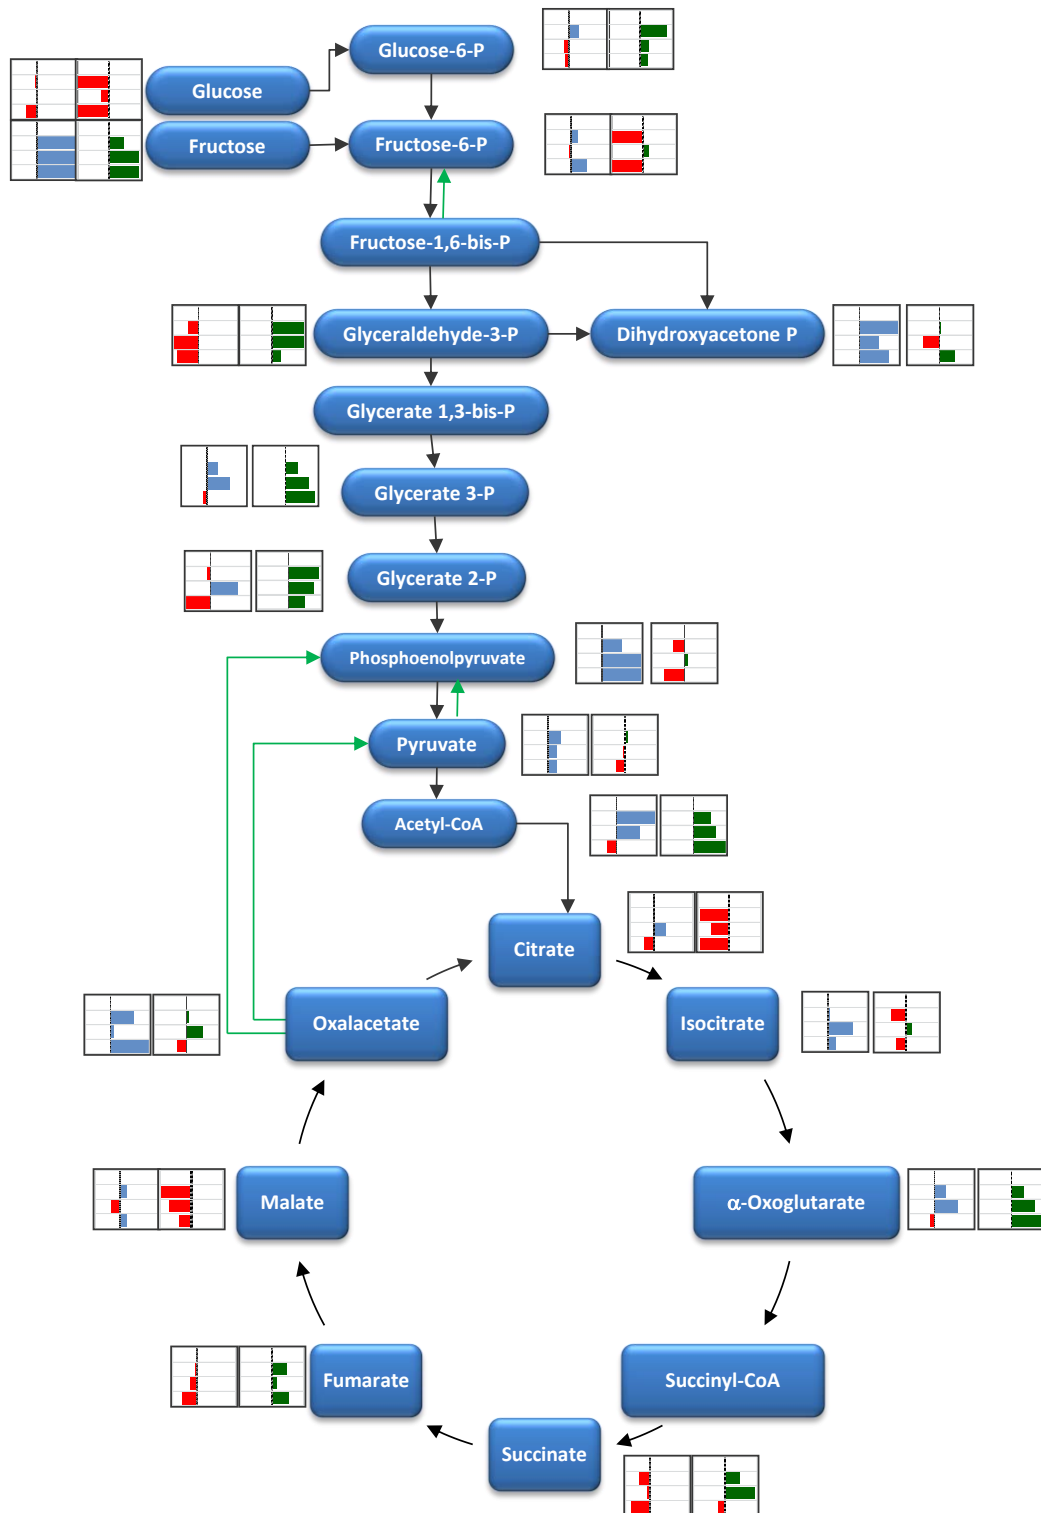 Glucose-6-P
Glucose
Fructose
Fructose-6-P
Fructose-1,6-bis-P
Glyceraldehyde-3-P
Dihydroxyacetone P
Glycerate 1,3-bis-P
Glycerate 3-P
Glycerate 2-P
Phosphoenolpyruvate
Pyruvate
Acetyl-CoA
Citrate
Oxalacetate
Isocitrate
Malate
α-Oxoglutarate
Fumarate
Succinyl-CoA
Succinate